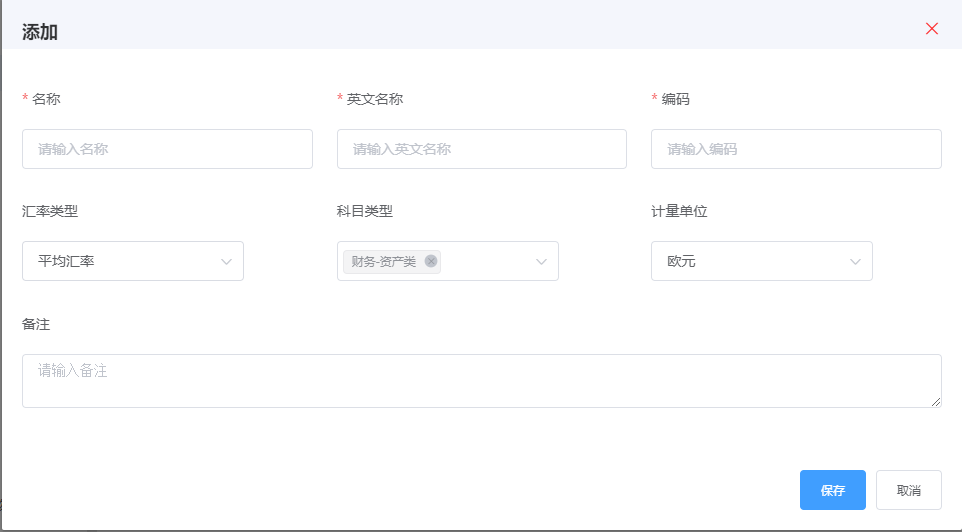 添加
* 名称
* 英文名称
* 编码
请输入名称
请输入英文名称
请输入编码
汇率类型
科目类型
计量单位
平均汇率
财务-资产类
欧元
备注
请输入备注
保存
取消